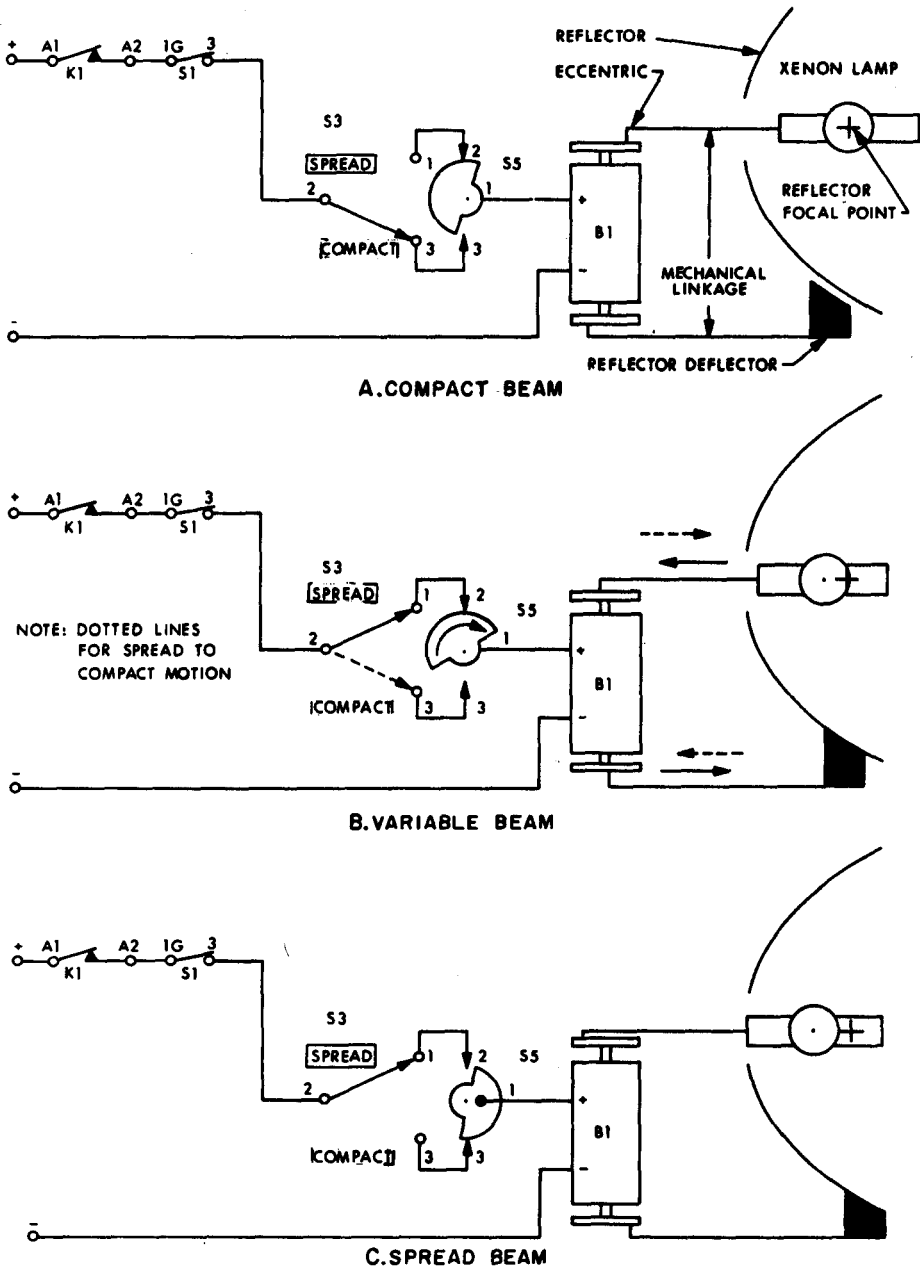 REFLECTOR
XENON LAMP
ECCENTRIC
+ A1 A2 1G 3
K1 S1
S3
SPREAD
1 2 S5
2 1 +
REFLECTOR
FOCAL POINT
B1
COMPACT
3 3 -
MECHANICAL
LINKAGE
-
REFLECTOR DEFLECTOR
A. COMPACT BEAM
+ A1 A2 1G 3
K1 S1
S3
SPREAD
1 2 S5
NOTE: DOTTED LINES
FOR SPREAD TO
COMPACT MOTION
2 1 +
B1
COMPACT
3 3 -
-
B. VARIABLE BEAM
+ A1 A2 1G 3
K1 S1
S3
SPREAD
1 2 S5
2 1 +
B1
COMPACT
3 3 -
-
C. SPREAD BEAM